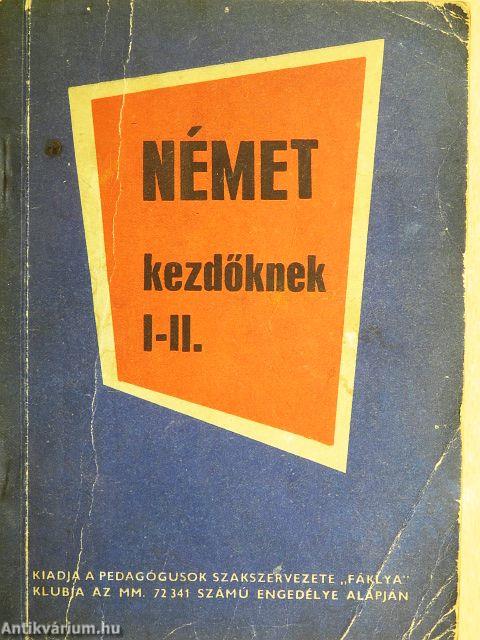 NÉMET
kezdőknek
I-II.
KIADJA A PEDAGÓGUSOK SZAKSZERVEZETE „FÁKLYA”
KLUBJA AZ MM. 72 341 SZÁMÚ ENGEDÉLYE ALAPJÁN
Antikvárium.hu